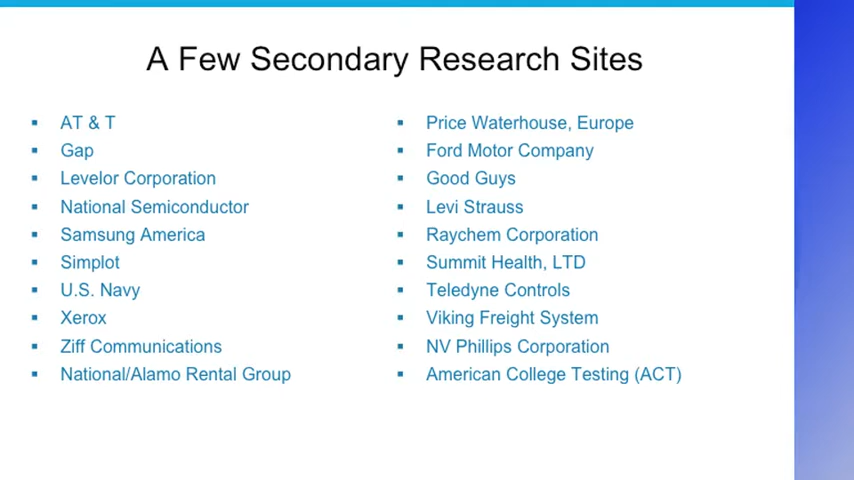 A Few Secondary Research Sites
AT & T
Gap
Levelor Corporation
National Semiconductor
Samsung America
Simplot
U.S. Navy
Xerox
Ziff Communications
National/Alamo Rental Group
Price Waterhouse, Europe
Ford Motor Company
Good Guys
Levi Strauss
Raychem Corporation
Summit Health, LTD
Teledyne Controls
Viking Freight System
NV Phillips Corporation
American College Testing (ACT)